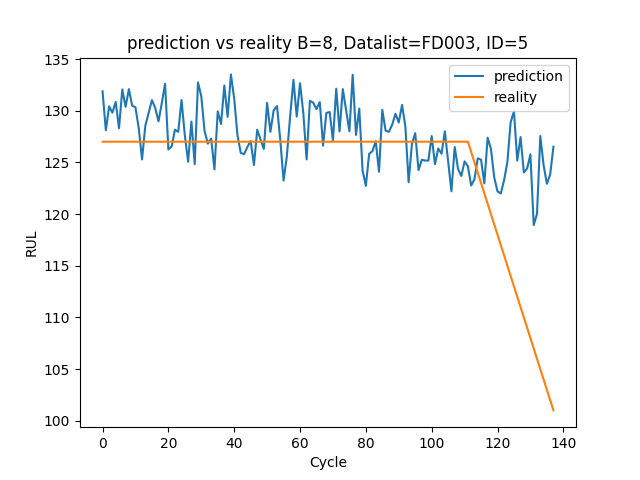 prediction vs reality B=8, Datalist=FD003, ID=5
prediction
reality
135
130
125
120
115
110
105
100
RUL
0 20 40 60 80 100 120 140
Cycle